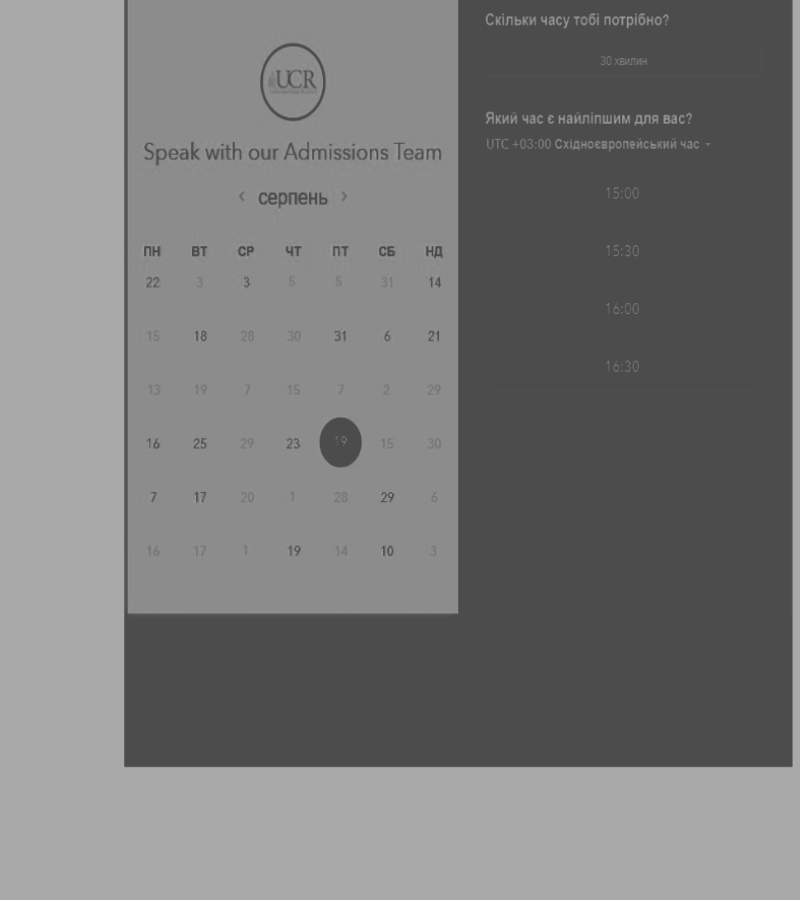 UCR
Speak with our Admissions Team
серпень
ПН ВТ СР ЧТ ПТ СБ НД
22 3 3 5 5 31 14
15 18 28 30 31 6 21
13 19 7 15 7 2 29
16 25 29 23 19 15 30
7 17 20 1 28 29 6
16 17 1 19 14 10 3
Скільки часу тобі потрібно?
30 хвилин
Який час є найліпшим для вас?
UTC +03:00 Східноєвропейський час
15:00
15:30
16:00
16:30